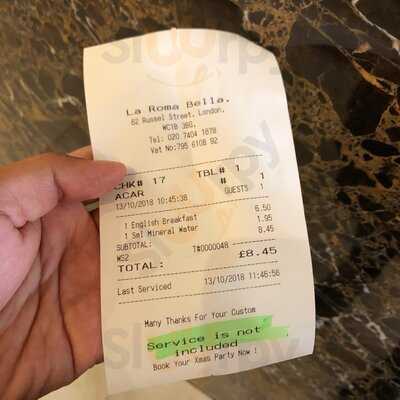 La Roma Bella.
62 Russel Street, London,
WC1B 3BG,
Tel: 020 7404 1878
Vat No:795 6108 92
CHK# 17 TBL# 1
ACAR # 1
13/10/2018 10:45:38 GUESTS 1
1 English Breakfast 6.50
1 Sml Mineral Water 1.95
SUBTOTAL: 8.45
WS2 T#0000048
TOTAL: £8.45
Last Serviced 13/10/2018 11:46:56
Many Thanks For Your Custom
Service is not
included
Book Your Xmas Party Now !